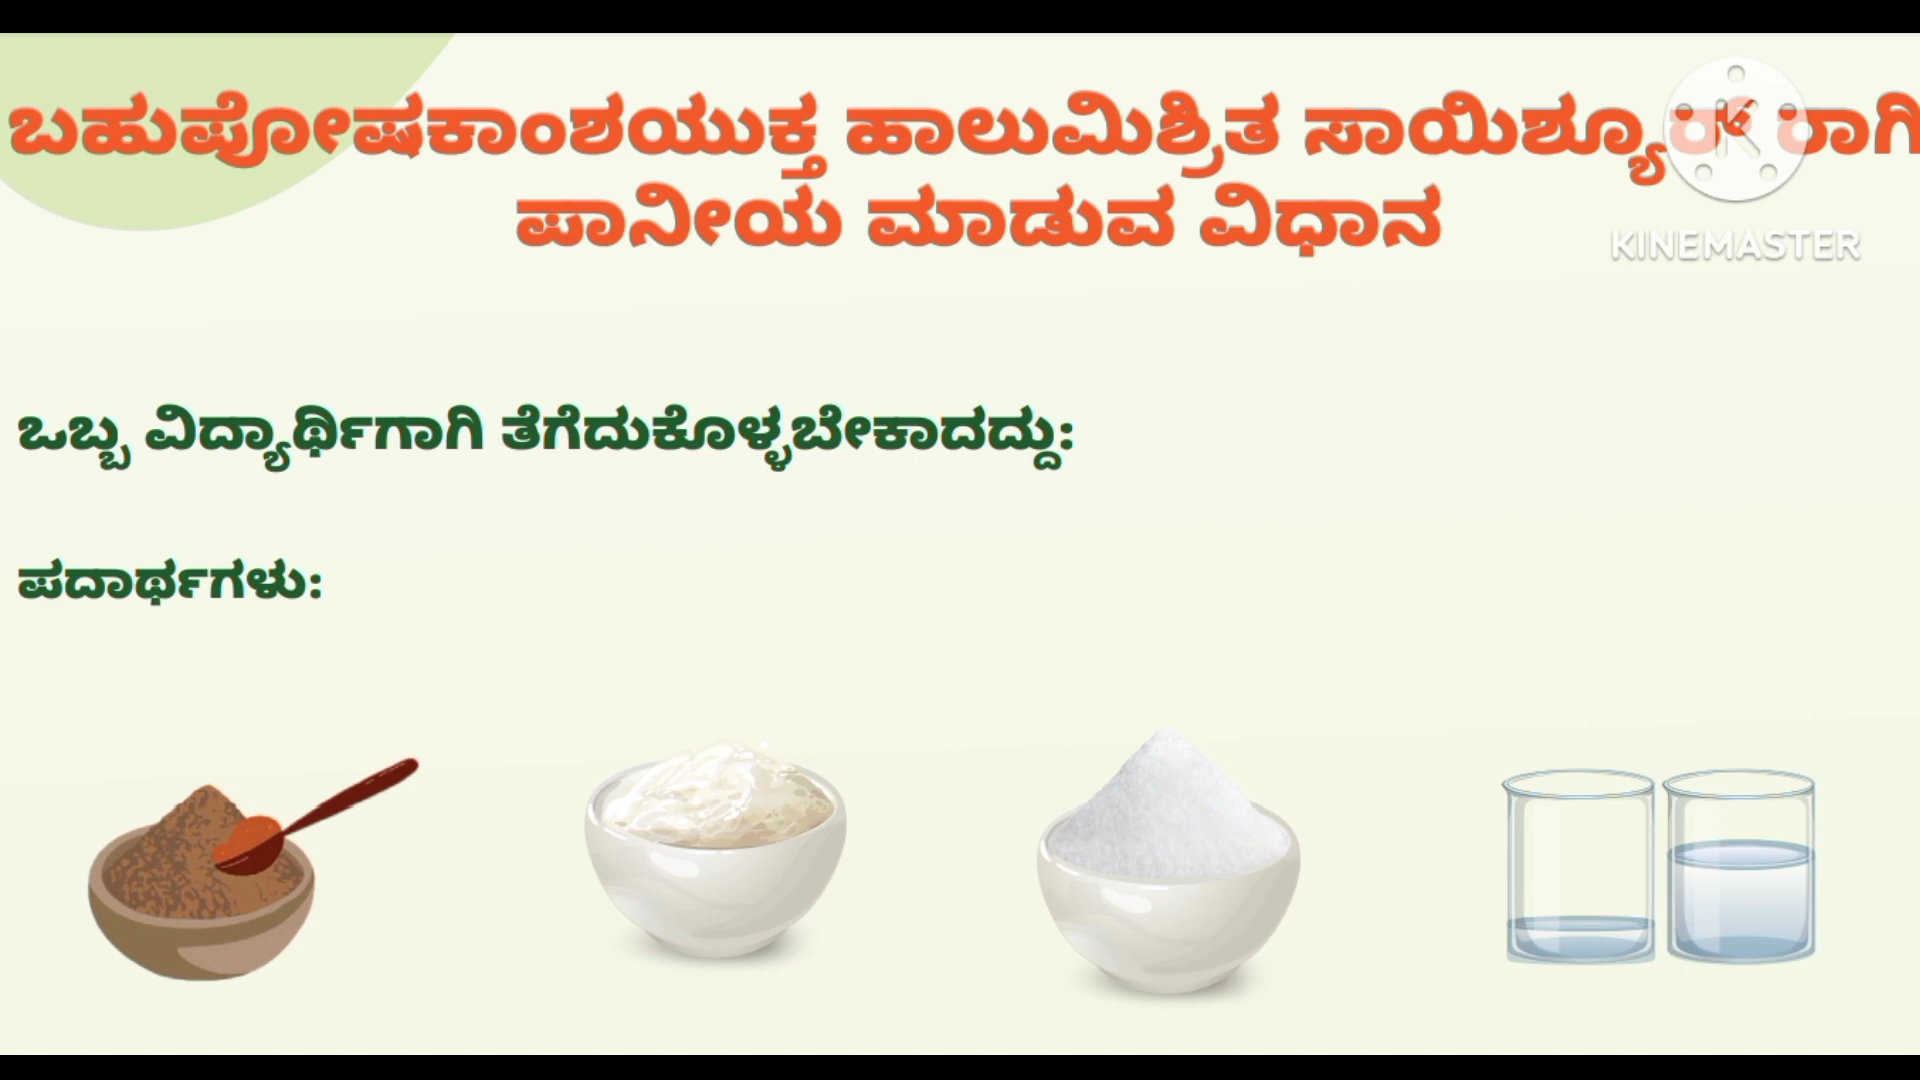 ಬಹುಪೋಷಕಾಂಶಯುಕ್ತ ಹಾಲುಮಿಶ್ರಿತ ಸಾಯಿಶ್ಯೂರ್ ರಾಗಿ
ಪಾನೀಯ ಮಾಡುವ ವಿಧಾನ
KINEMASTER
ಒಬ್ಬ ವಿದ್ಯಾರ್ಥಿಗಾಗಿ ತೆಗೆದುಕೊಳ್ಳಬೇಕಾದದ್ದು:
ಪದಾರ್ಥಗಳು: